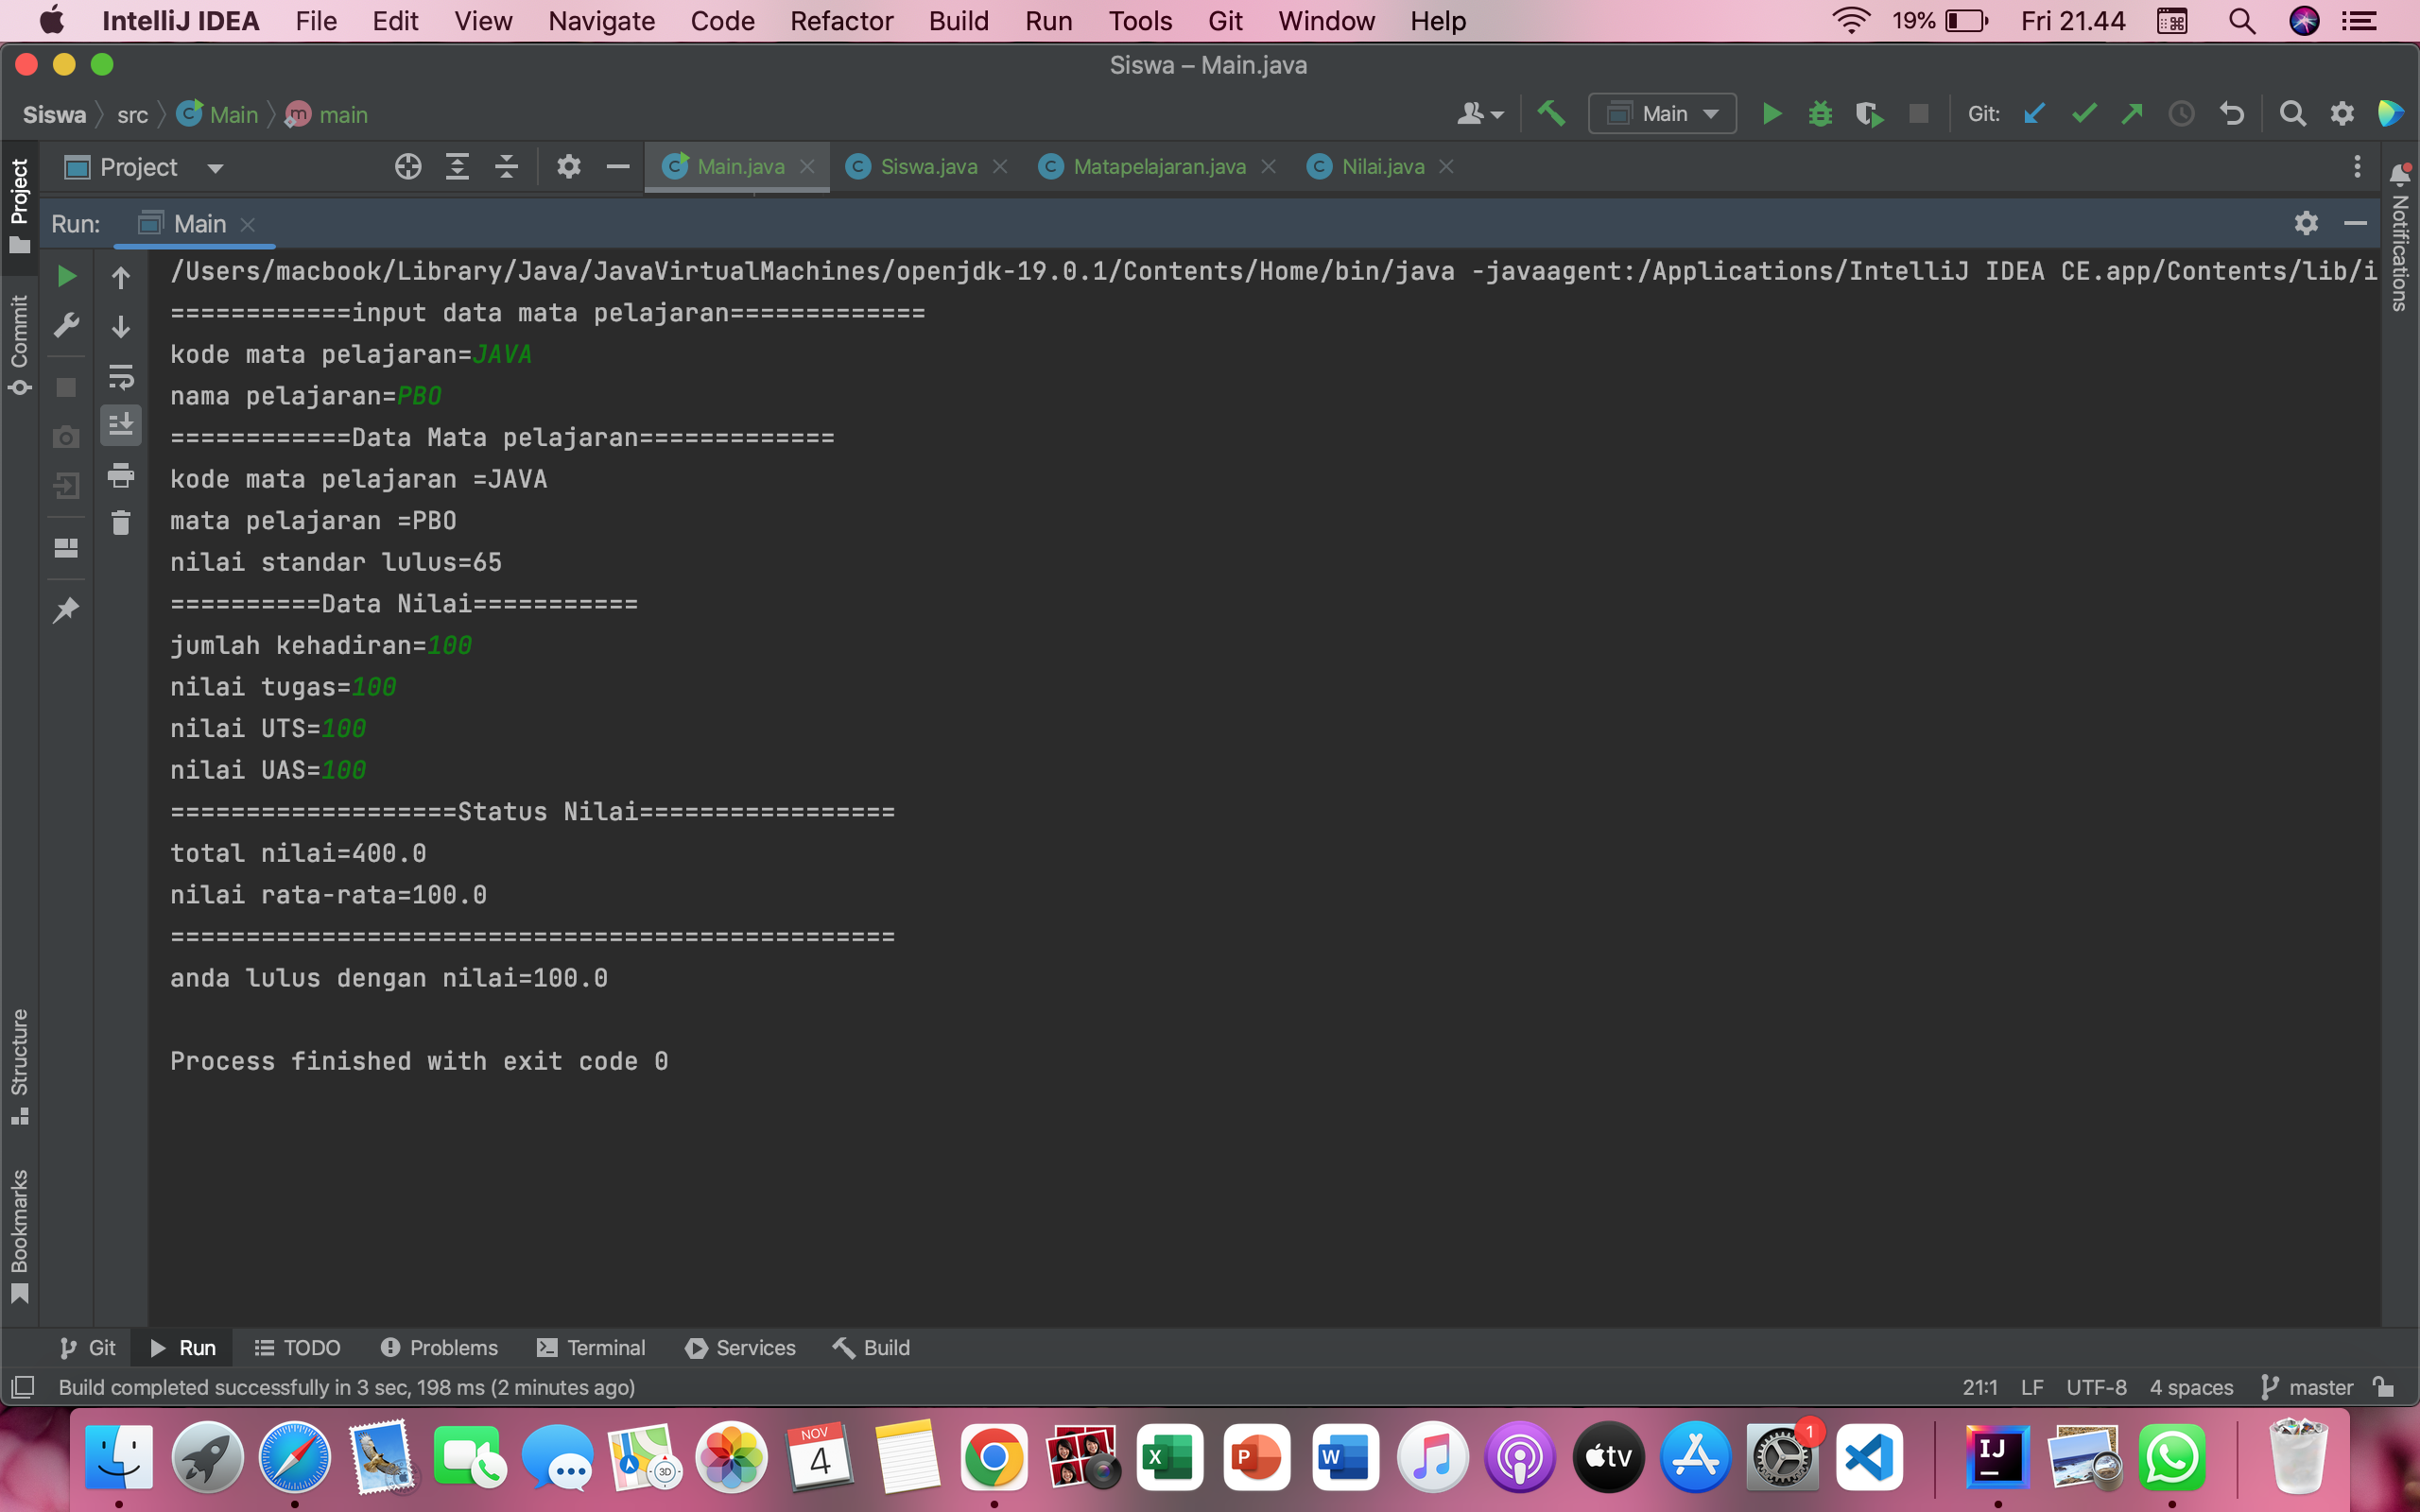 IntelliJ IDEA File Edit View Navigate Code Refactor Build Run Tools Git Window Help 19% Fri 21.44
Siswa – Main.java
Siswa src Main main Main Git:
Project Main.java Siswa.java Matapelajaran.java Nilai.java
Run: Main
/Users/macbook/Library/Java/JavaVirtualMachines/openjdk-19.0.1/Contents/Home/bin/java -javaagent:/Applications/IntelliJ IDEA CE.app/Contents/lib/i
============input data mata pelajaran=============
kode mata pelajaran=JAVA
nama pelajaran=PBO
============Data Mata pelajaran=============
kode mata pelajaran =JAVA
mata pelajaran =PBO
nilai standar lulus=65
==========Data Nilai===========
jumlah kehadiran=100
nilai tugas=100
nilai UTS=100
nilai UAS=100
===================Status Nilai=================
total nilai=400.0
nilai rata-rata=100.0
================================================
anda lulus dengan nilai=100.0
Process finished with exit code 0
Project
Commit
Structure
Bookmarks
Notifications
Git Run TODO Problems Terminal Services Build
Build completed successfully in 3 sec, 198 ms (2 minutes ago) 21:1 LF UTF-8 4 spaces master
NOV
4
3D
X
P
W
tv
1
IJ